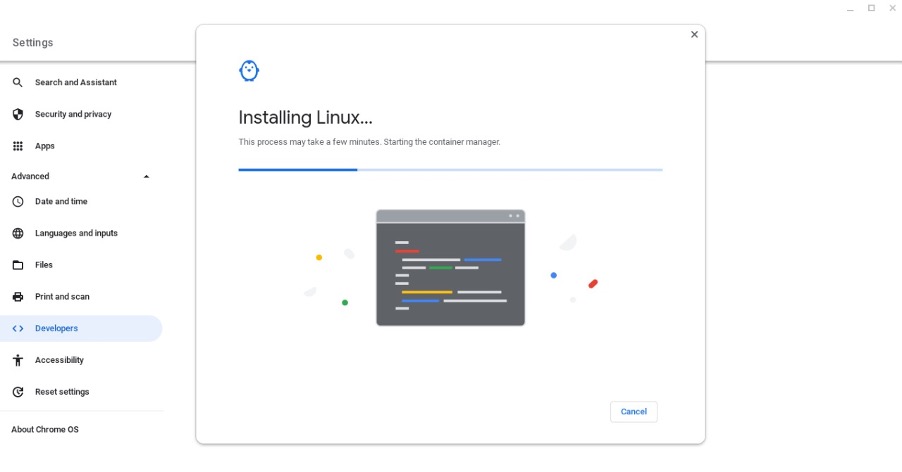 Settings
Search and Assistant
Security and privacy
Apps
Advanced
Date and time
Languages and inputs
Files
Print and scan
Developers
Accessibility
Reset settings
About Chrome OS
Installing Linux...
This process may take a few minutes. Starting the container manager.
Cancel